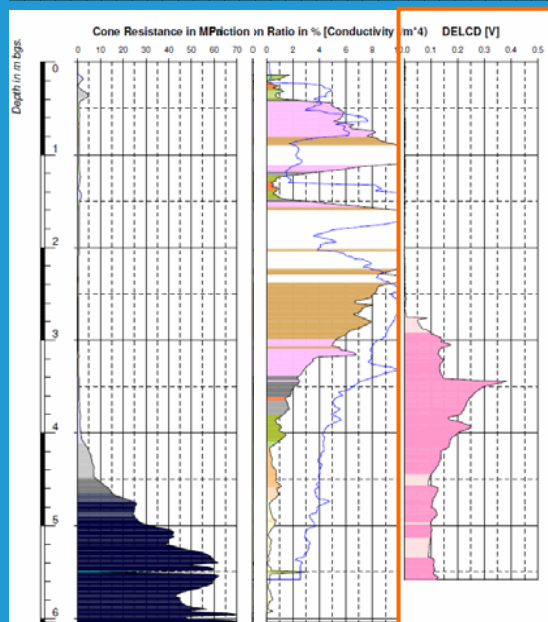 Cone Resistance in MPa Friction Ratio in % [Conductivity /m*4) DELCD [V]
Depth in m bgs.
0 10 20 30 40 50 60 70 0 2 4 6 8 0.0 0.1 0.2 0.3 0.4 0.5
0
1
2
3
4
5
6